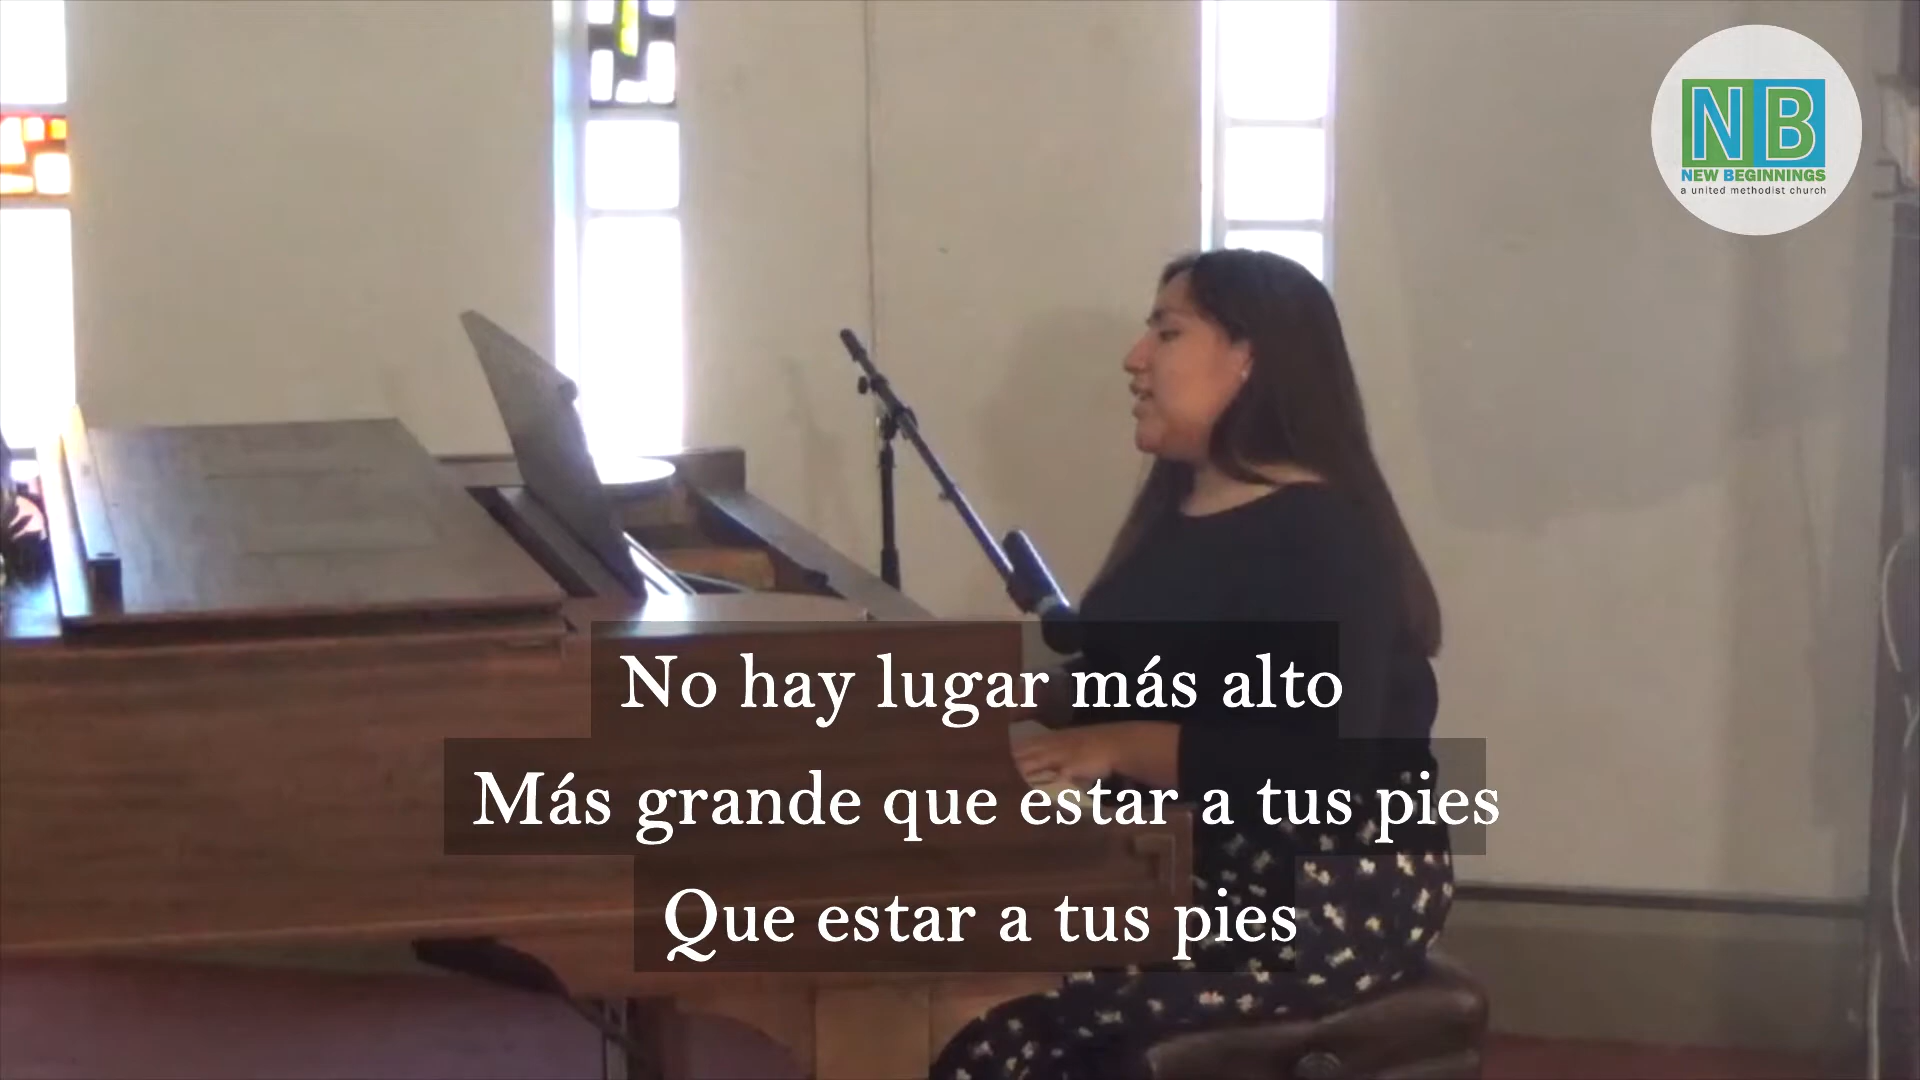 NB
NEW BEGINNINGS
a united methodist church
No hay lugar más alto
Más grande que estar a tus pies
Que estar a tus pies